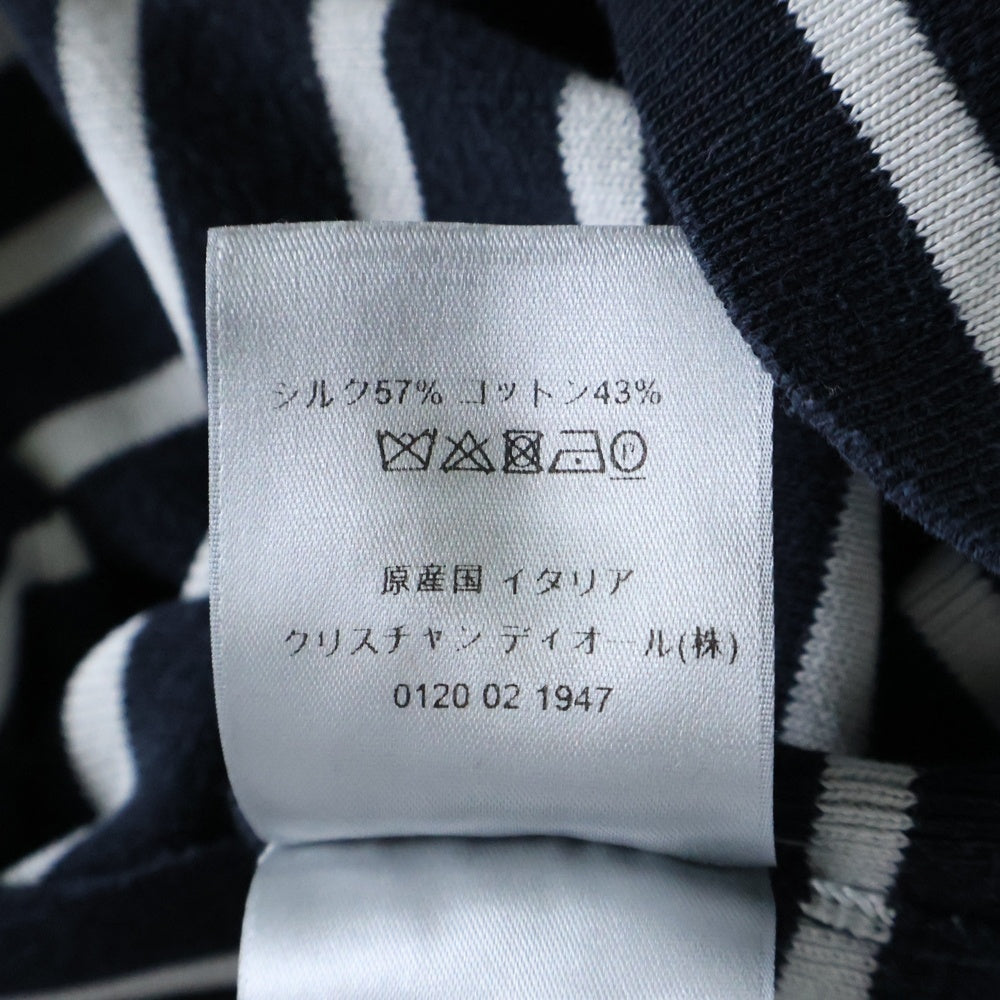 シルク57% コットン43%
P
原産国 イタリア
クリスチャン ディオール(株)
0120 02 1947